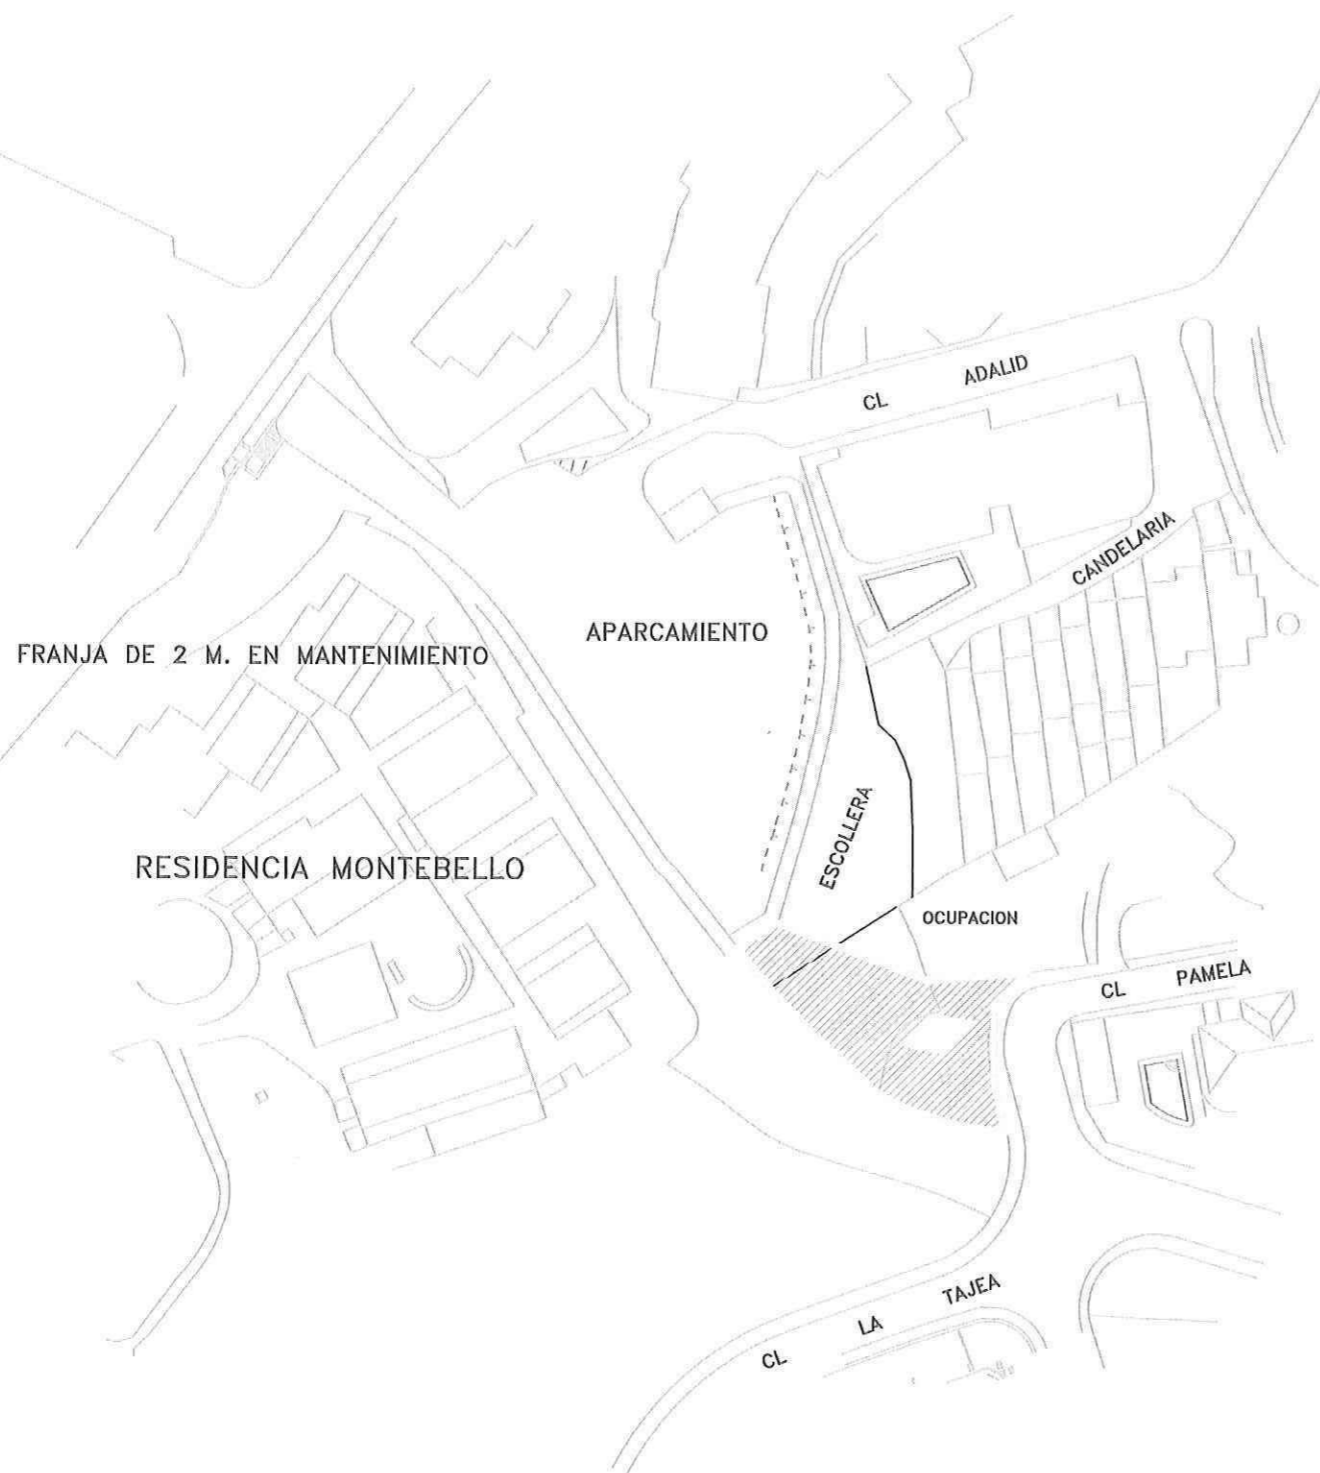 CL ADALID
CANDELARIA
APARCAMIENTO
FRANJA DE 2 M. EN MANTENIMIENTO
ESCOLLERA
RESIDENCIA MONTEBELLO
OCUPACION
CL PAMELA
CL LA TAJEA